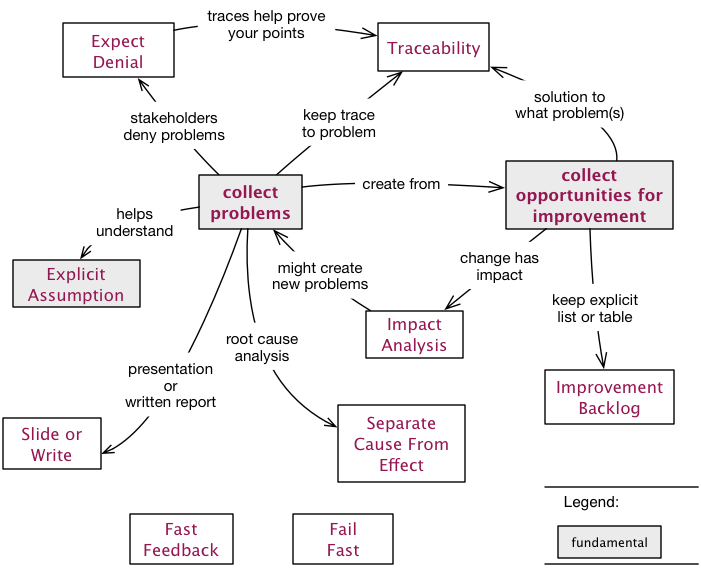 traces help prove
your points
Expect
Denial
Traceability
stakeholders
deny problems
keep trace
to problem
solution to
what problem(s)
collect
problems
create from
collect
opportunities for
improvement
helps
understand
Explicit
Assumption
might create
new problems
change has
impact
keep explicit
list or table
root cause
analysis
Impact
Analysis
presentation
or
written report
Improvement
Backlog
Slide or
Write
Separate
Cause From
Effect
Legend:
fundamental
Fast
Feedback
Fail
Fast